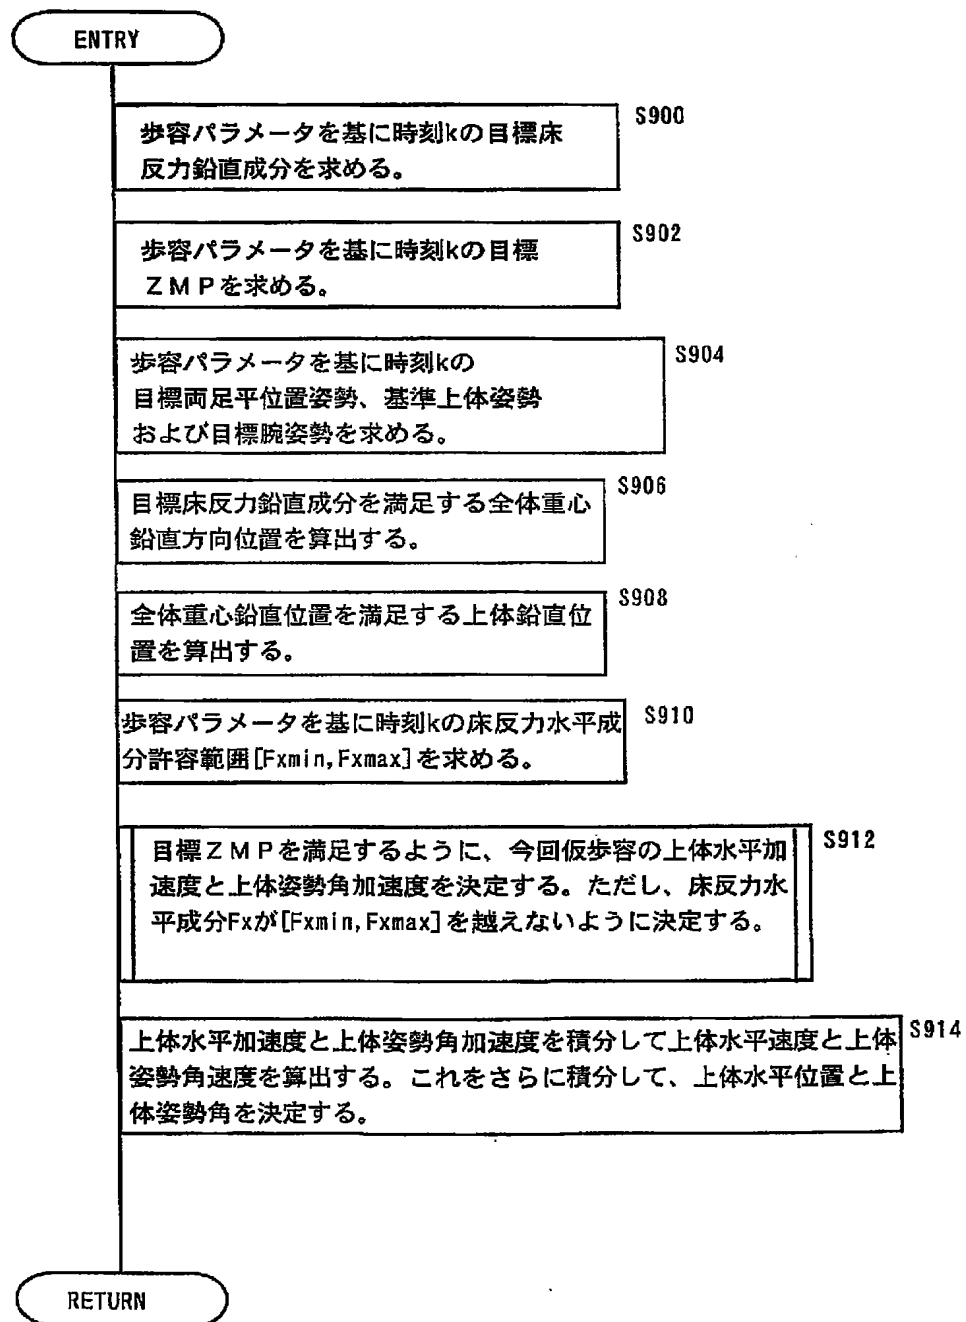 ENTRY
S900
歩容パラメータを基に時刻kの目標床
反力鉛直成分を求める。
S902
歩容パラメータを基に時刻kの目標
ＺＭＰを求める。
S904
歩容パラメータを基に時刻kの
目標両足平位置姿勢、基準上体姿勢
および目標腕姿勢を求める。
S906
目標床反力鉛直成分を満足する全体重心
鉛直方向位置を算出する。
S908
全体重心鉛直位置を満足する上体鉛直位
置を算出する。
S910
歩容パラメータを基に時刻kの床反力水平成
分許容範囲[Fxmin,Fxmax]を求める。
S912
目標ＺＭＰを満足するように、今回仮歩容の上体水平加
速度と上体姿勢角加速度を決定する。ただし、床反力水
平成分Fxが[Fxmin,Fxmax]を越えないように決定する。
S914
上体水平加速度と上体姿勢角加速度を積分して上体水平速度と上体
姿勢角速度を算出する。これをさらに積分して、上体水平位置と上
体姿勢角を決定する。
RETURN